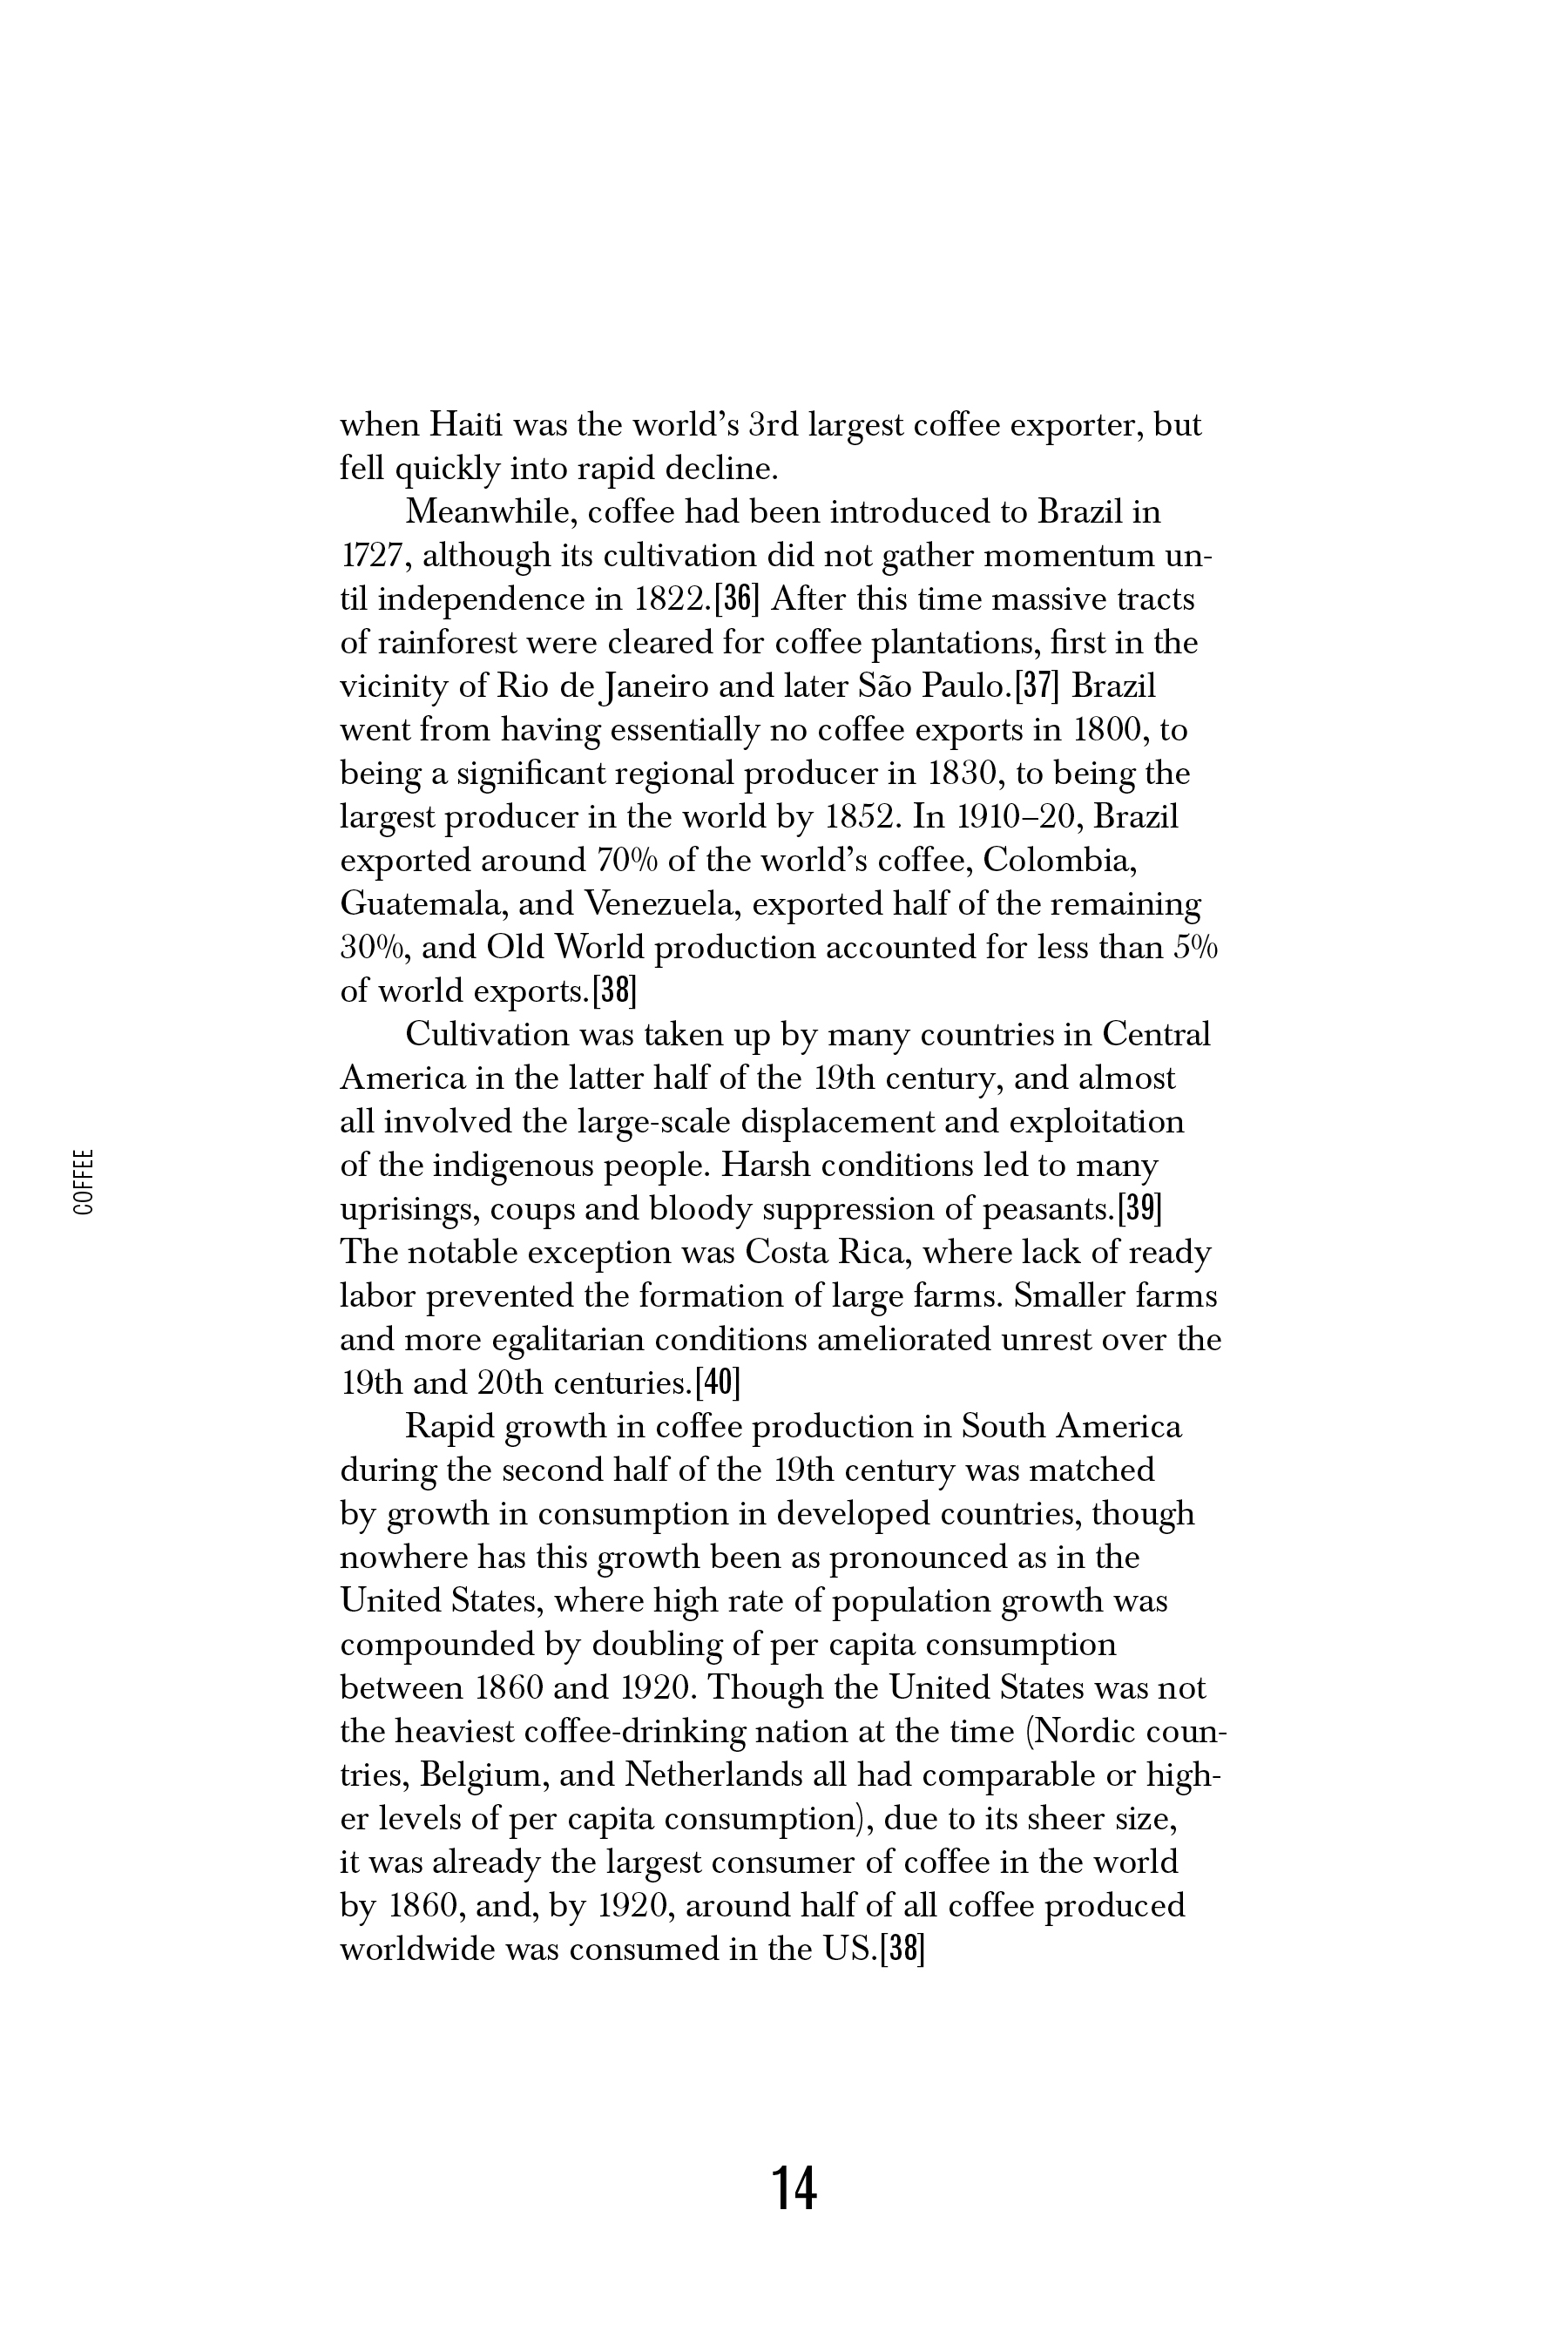 when Haiti was the world’s 3rd largest coffee exporter, but
fell quickly into rapid decline.
Meanwhile, coffee had been introduced to Brazil in
1727, although its cultivation did not gather momentum un-
til independence in 1822.[36] After this time massive tracts
of rainforest were cleared for coffee plantations, first in the
vicinity of Rio de Janeiro and later São Paulo.[37] Brazil
went from having essentially no coffee exports in 1800, to
being a significant regional producer in 1830, to being the
largest producer in the world by 1852. In 1910–20, Brazil
exported around 70% of the world’s coffee, Colombia,
Guatemala, and Venezuela, exported half of the remaining
30%, and Old World production accounted for less than 5%
of world exports.[38]
Cultivation was taken up by many countries in Central
America in the latter half of the 19th century, and almost
all involved the large-scale displacement and exploitation
of the indigenous people. Harsh conditions led to many
uprisings, coups and bloody suppression of peasants.[39]
The notable exception was Costa Rica, where lack of ready
labor prevented the formation of large farms. Smaller farms
and more egalitarian conditions ameliorated unrest over the
19th and 20th centuries.[40]
Rapid growth in coffee production in South America
during the second half of the 19th century was matched
by growth in consumption in developed countries, though
nowhere has this growth been as pronounced as in the
United States, where high rate of population growth was
compounded by doubling of per capita consumption
between 1860 and 1920. Though the United States was not
the heaviest coffee-drinking nation at the time (Nordic coun-
tries, Belgium, and Netherlands all had comparable or high-
er levels of per capita consumption), due to its sheer size,
it was already the largest consumer of coffee in the world
by 1860, and, by 1920, around half of all coffee produced
worldwide was consumed in the US.[38]
COFFEE
14